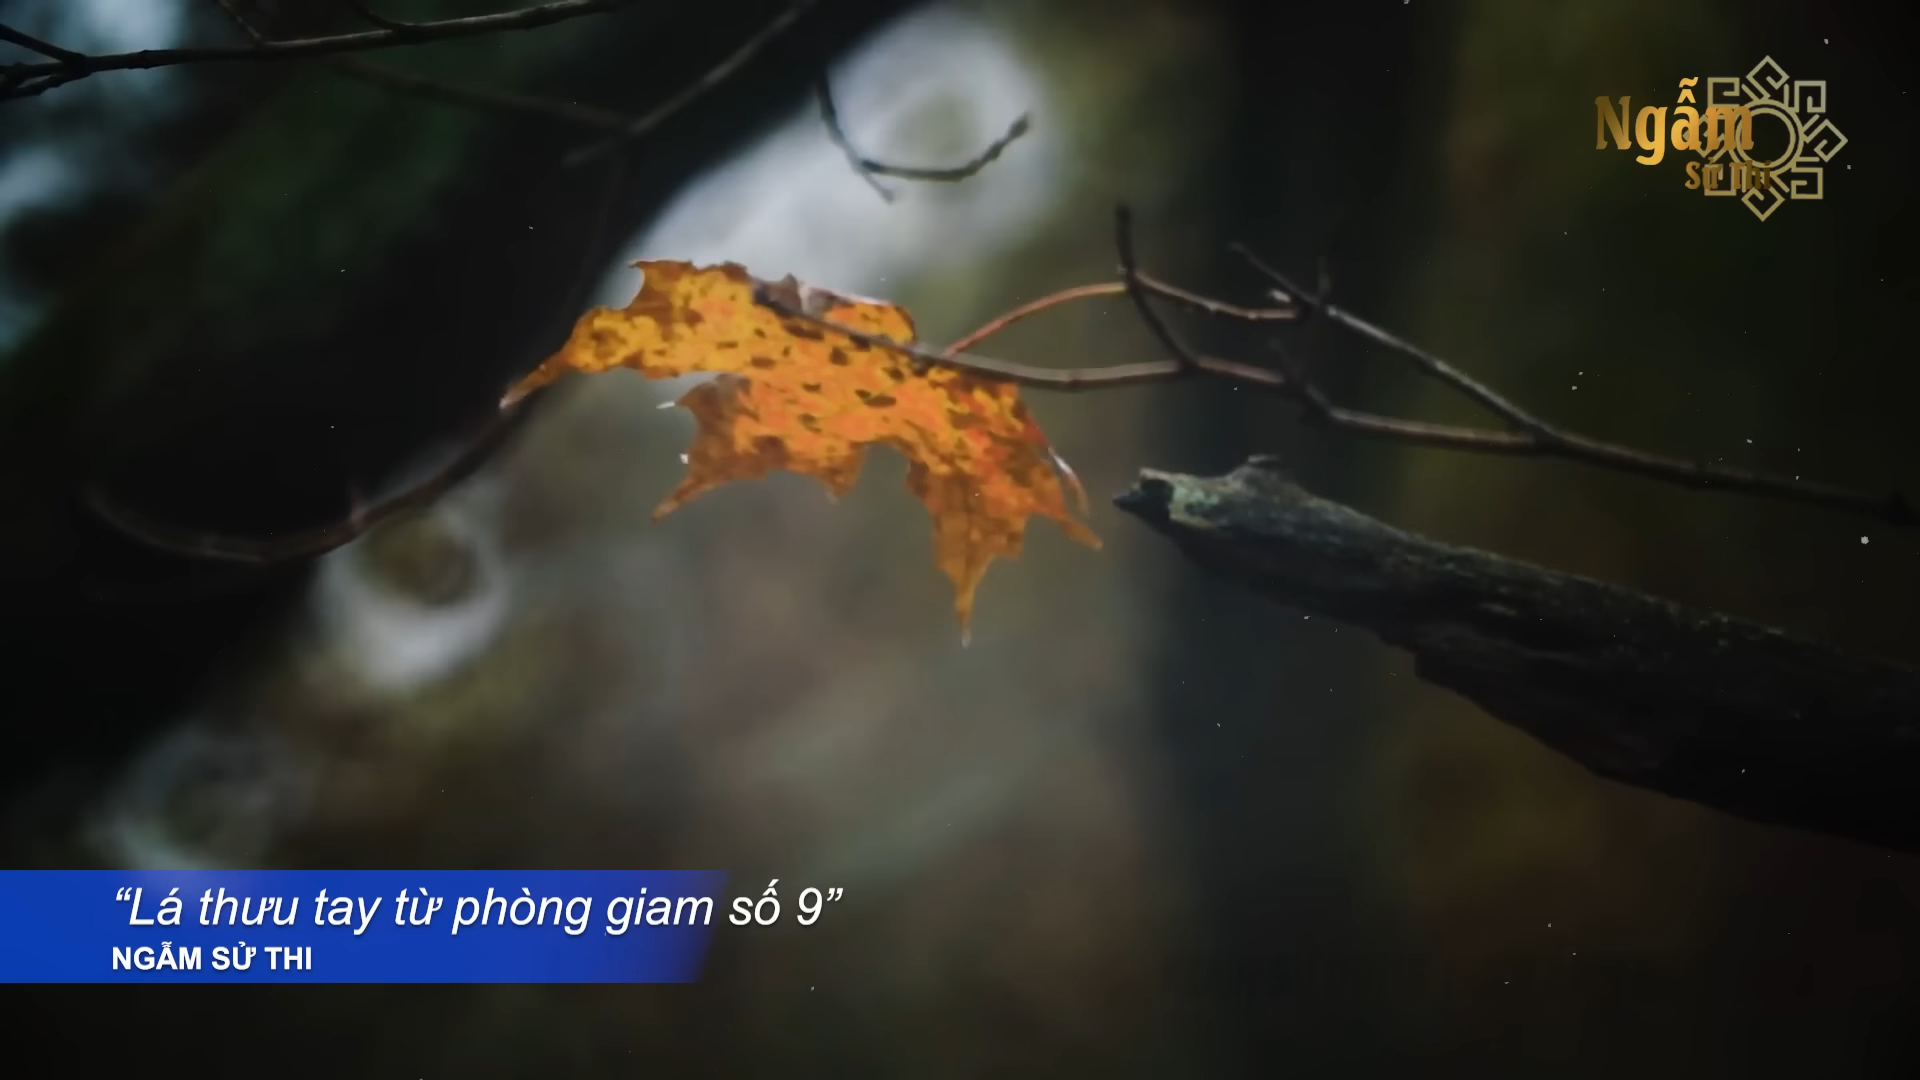 Ngẫm
Sử Thi
“Lá thưu tay từ phòng giam số 9”
NGẪM SỬ THI